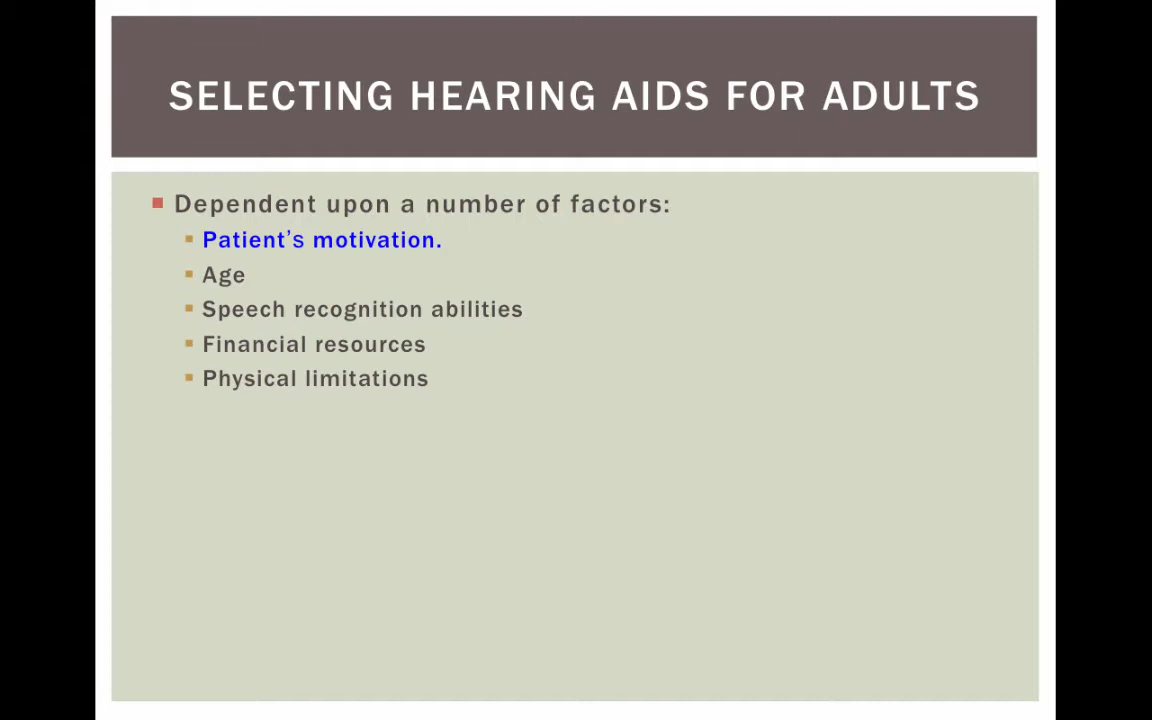 SELECTING HEARING AIDS FOR ADULTS
Dependent upon a number of factors:
Patient’s motivation.
Age
Speech recognition abilities
Financial resources
Physical limitations